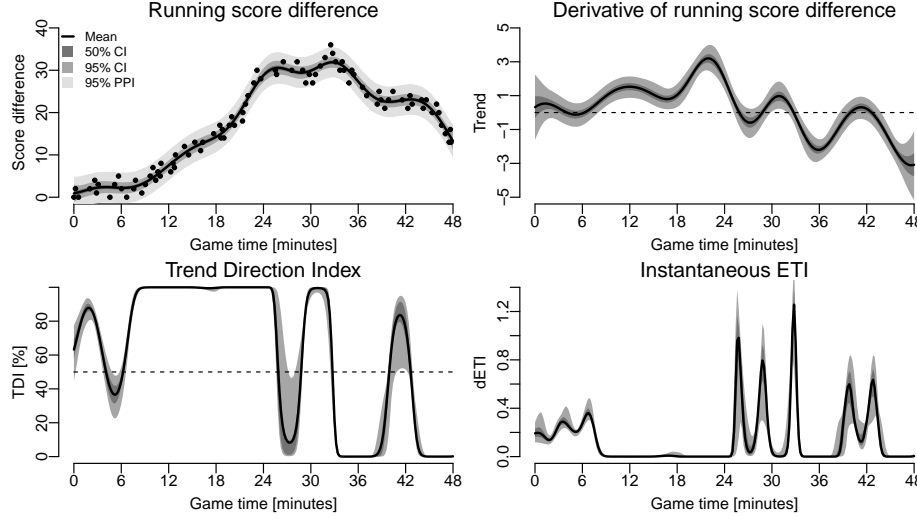 Running score difference
Score difference
0 10 20 30 40
Mean
50% CI
95% CI
95% PPI
0 6 12 18 24 30 36 42 48
Game time [minutes]
Derivative of running score difference
Trend
-5 -3 -1 1 3 5
0 6 12 18 24 30 36 42 48
Game time [minutes]
Trend Direction Index
TDI [%]
0 20 40 60 80
0 6 12 18 24 30 36 42 48
Game time [minutes]
Instantaneous ETI
dETI
0.0 0.4 0.8 1.2
0 6 12 18 24 30 36 42 48
Game time [minutes]